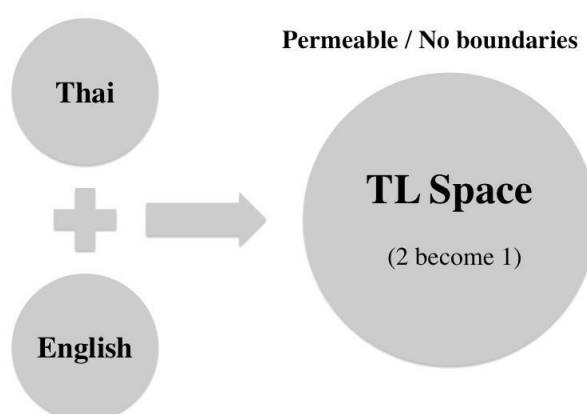 Permeable / No boundaries
Thai
TL Space
(2 become 1)
English